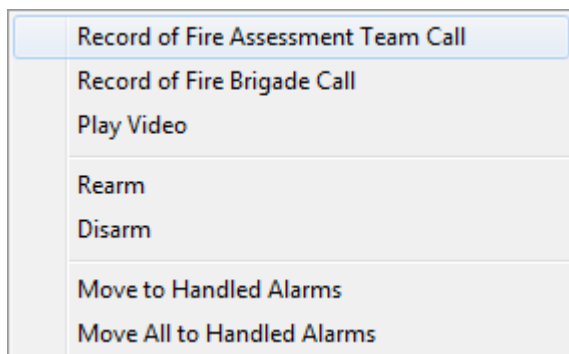 Record of Fire Assessment Team Call
Record of Fire Brigade Call
Play Video
Rearm
Disarm
Move to Handled Alarms
Move All to Handled Alarms